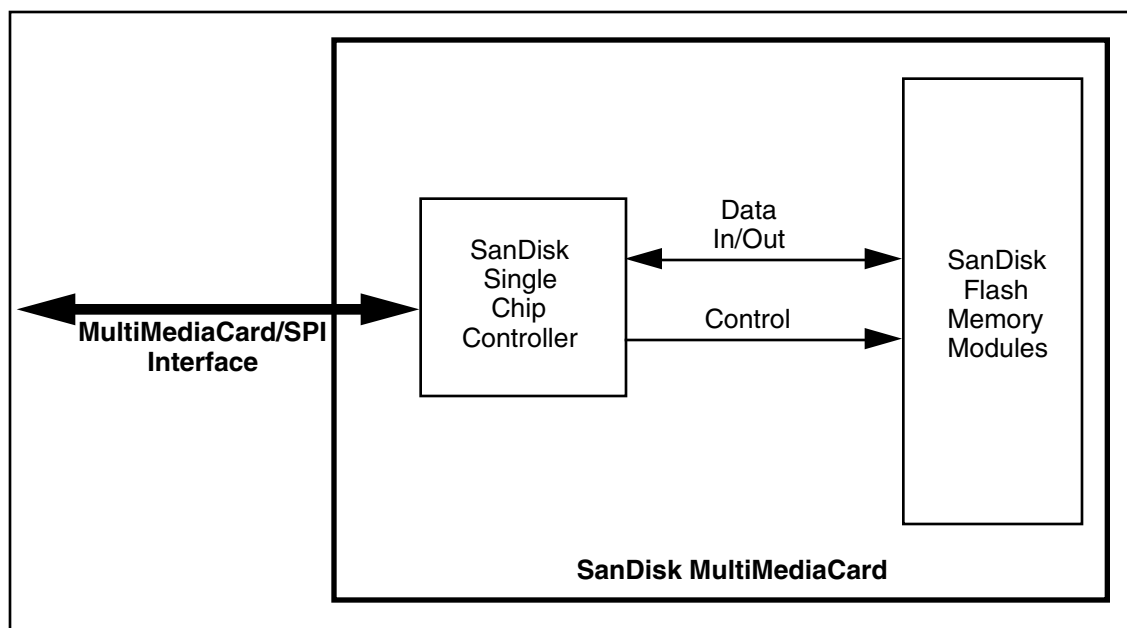 MultiMediaCard/SPI
Interface
SanDisk
Single
Chip
Controller
Data
In/Out
Control
SanDisk
Flash
Memory
Modules
SanDisk MultiMediaCard